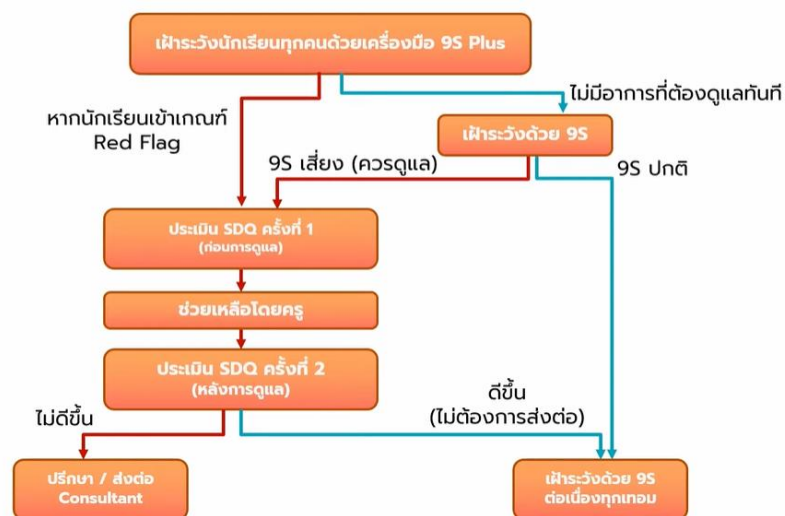 เฝ้าระวังนักเรียนทุกคนด้วยเครื่องมือ 9S Plus
ไม่มีอาการที่ต้องดูแลทันที
หากนักเรียนเข้าเกณฑ์
Red Flag
เฝ้าระวังด้วย 9S
9S เสี่ยง (ควรดูแล)
9S ปกติ
ประเมิน SDQ ครั้งที่ 1
(ก่อนการดูแล)
ช่วยเหลือโดยครู
ประเมิน SDQ ครั้งที่ 2
(หลังการดูแล)
ไม่ดีขึ้น
ดีขึ้น
(ไม่ต้องการส่งต่อ)
ปรึกษา / ส่งต่อ
Consultant
เฝ้าระวังด้วย 9S
ต่อเนื่องทุกเทอม